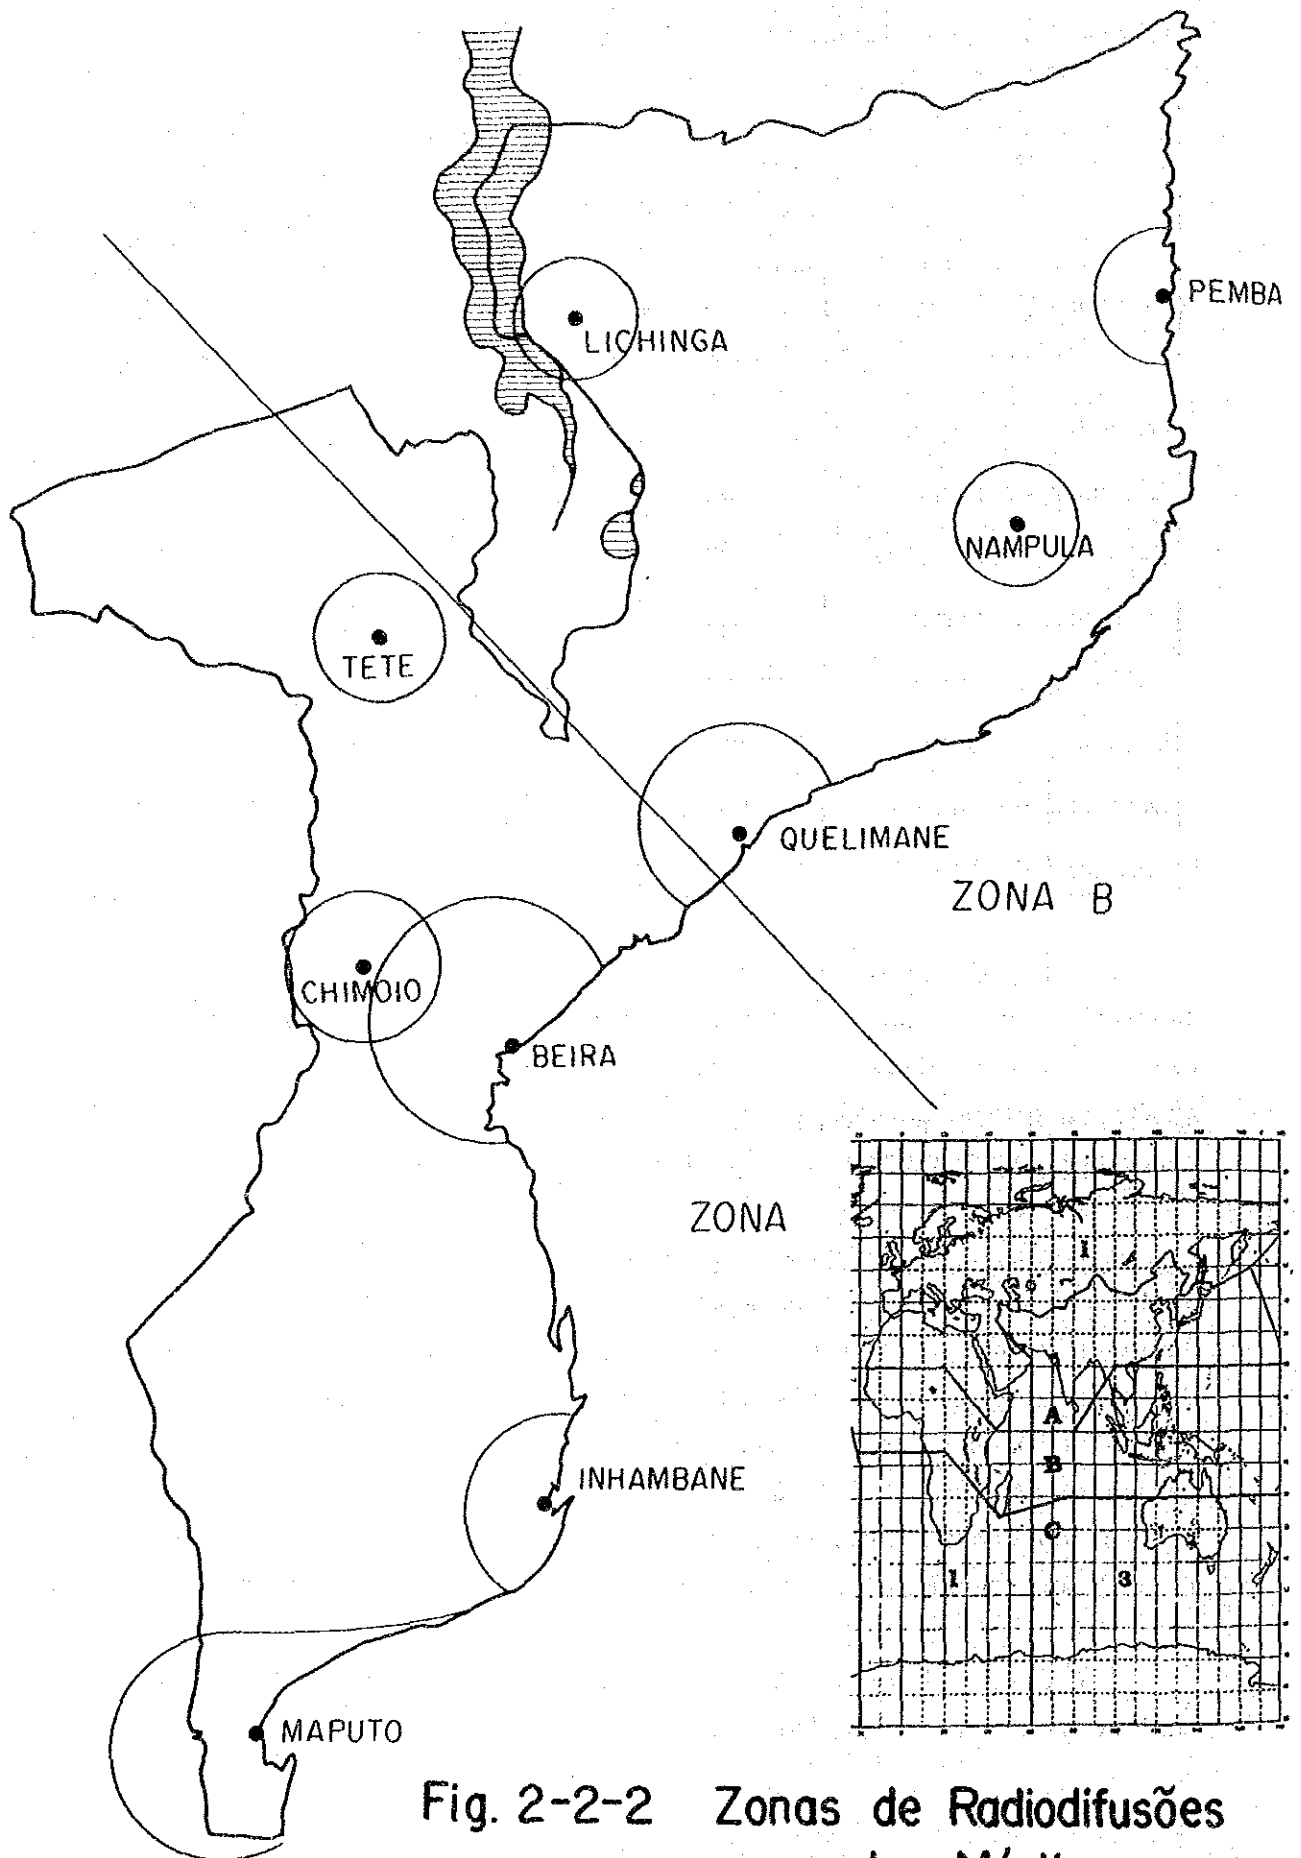 PEMBA
LICHINGA
NAMPULA
TETE
QUELIMANE
ZONA B
CHIMOIO
BEIRA
ZONA
1
A
B
C
1 3
INHAMBANE
MAPUTO
Fig. 2-2-2 Zonas de Radiodifusões